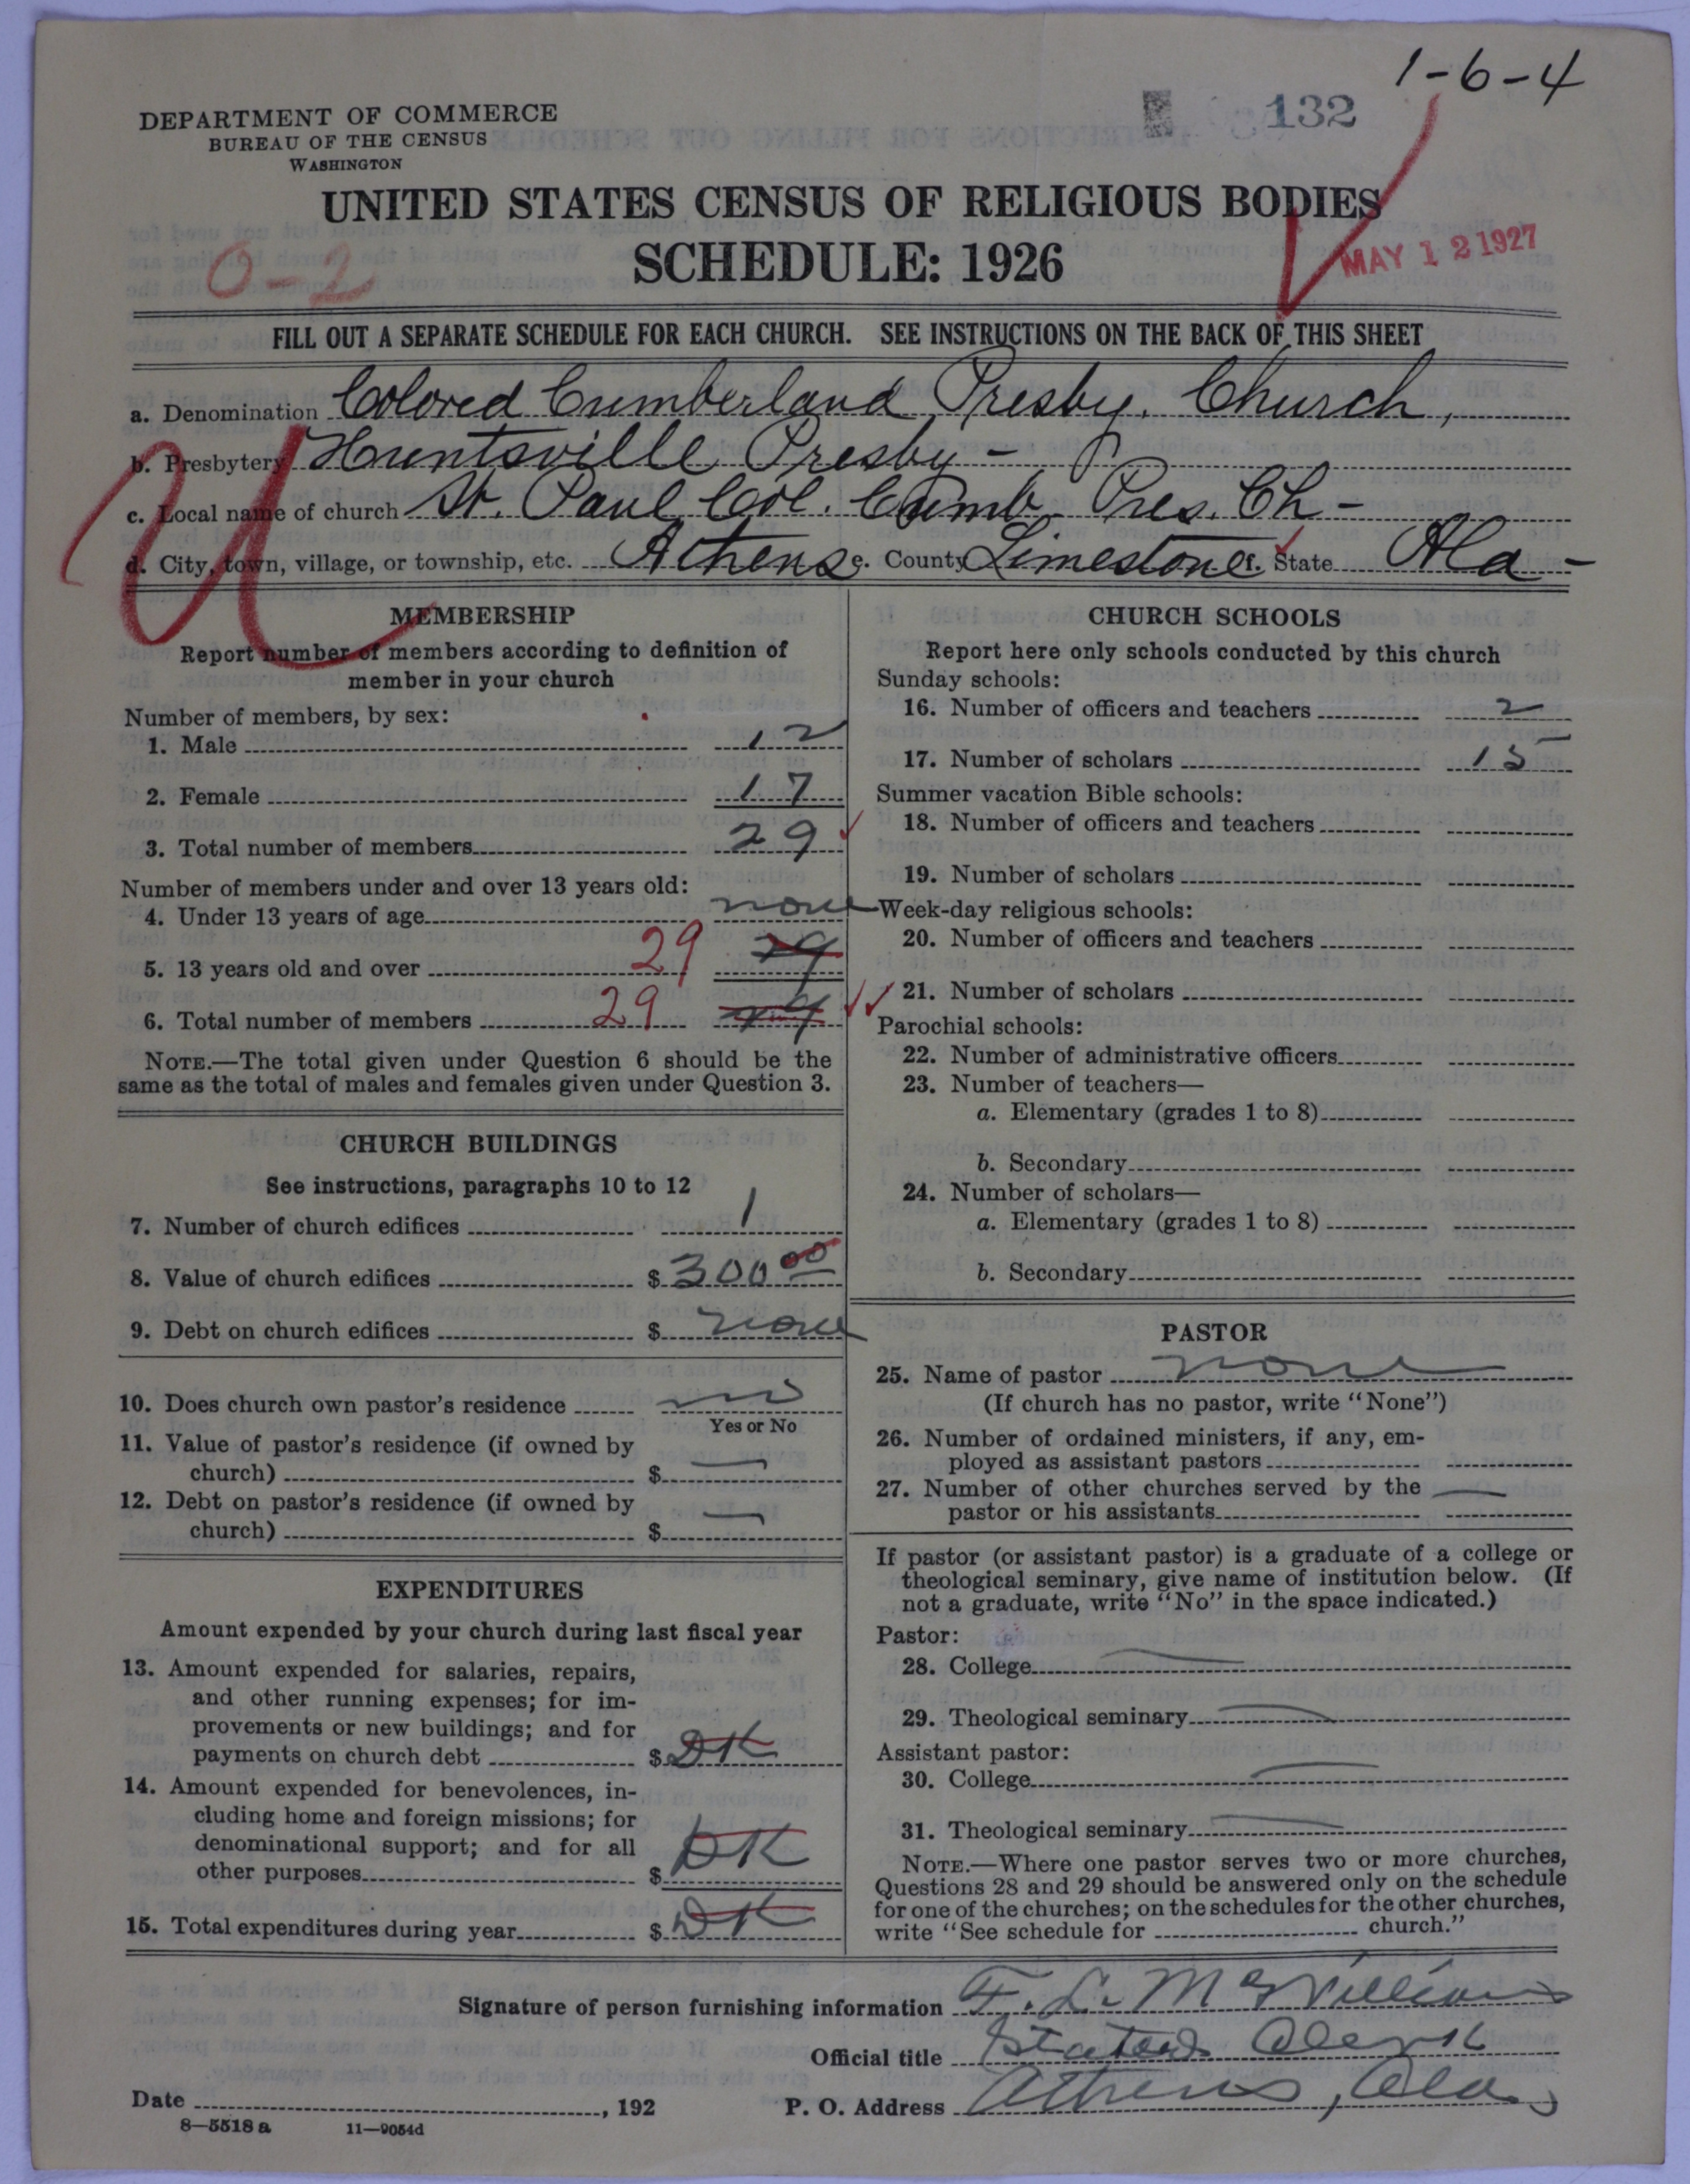 1-6-4
132
DEPARTMENT OF COMMERCE
BUREAU OF THE CENSUS
WASHINGTON
UNITED STATES CENSUS OF RELIGIOUS BODIES
SCHEDULE: 1926
0-2
MAY 12 1927
FILL OUT A SEPARATE SCHEDULE FOR EACH CHURCH. SEE INSTRUCTIONS ON THE BACK OF THIS SHEET
a. Denomination Colored Cumberland Presby. Church,
b. Presbytery Huntsville Presby -
c. Local name of church St. Paul Col. Cumb. Pres. Ch -
d. City, town, village, or township, etc. Athens e. County Limestone f. State Ala -
U
MEMBERSHIP
Report number of members according to definition of
member in your church
Number of members, by sex:
1. Male 12
2. Female 17
3. Total number of members 29
Number of members under and over 13 years old:
4. Under 13 years of age none
5. 13 years old and over 29 29
6. Total number of members 29 29
NOTE.—The total given under Question 6 should be the
same as the total of males and females given under Question 3.
CHURCH BUILDINGS
See instructions, paragraphs 10 to 12
7. Number of church edifices 1
8. Value of church edifices $ 300 00
9. Debt on church edifices $ none
10. Does church own pastor's residence no
Yes or No
11. Value of pastor's residence (if owned by
church) $ —
12. Debt on pastor's residence (if owned by
church) $ —
EXPENDITURES
Amount expended by your church during last fiscal year
13. Amount expended for salaries, repairs,
and other running expenses; for im-
provements or new buildings; and for
payments on church debt $ DK
14. Amount expended for benevolences, in-
cluding home and foreign missions; for
denominational support; and for all
other purposes $ DK
15. Total expenditures during year $ DK
CHURCH SCHOOLS
Report here only schools conducted by this church
Sunday schools:
16. Number of officers and teachers 2
17. Number of scholars 15
Summer vacation Bible schools:
18. Number of officers and teachers
19. Number of scholars
Week-day religious schools:
20. Number of officers and teachers
21. Number of scholars
Parochial schools:
22. Number of administrative officers
23. Number of teachers—
a. Elementary (grades 1 to 8)
b. Secondary
24. Number of scholars—
a. Elementary (grades 1 to 8)
b. Secondary
PASTOR
25. Name of pastor none
(If church has no pastor, write "None")
26. Number of ordained ministers, if any, em-
ployed as assistant pastors
27. Number of other churches served by the —
pastor or his assistants
If pastor (or assistant pastor) is a graduate of a college or
theological seminary, give name of institution below. (If
not a graduate, write "No" in the space indicated.)
Pastor:
28. College —
29. Theological seminary —
Assistant pastor:
30. College —
31. Theological seminary —
NOTE.—Where one pastor serves two or more churches,
Questions 28 and 29 should be answered only on the schedule
for one of the churches; on the schedules for the other churches,
write "See schedule for church."
Signature of person furnishing information F. L. McWilliams
Official title Stated Clerk
Date , 192 P. O. Address Athens, Ala,
8—5518 a 11—9054d